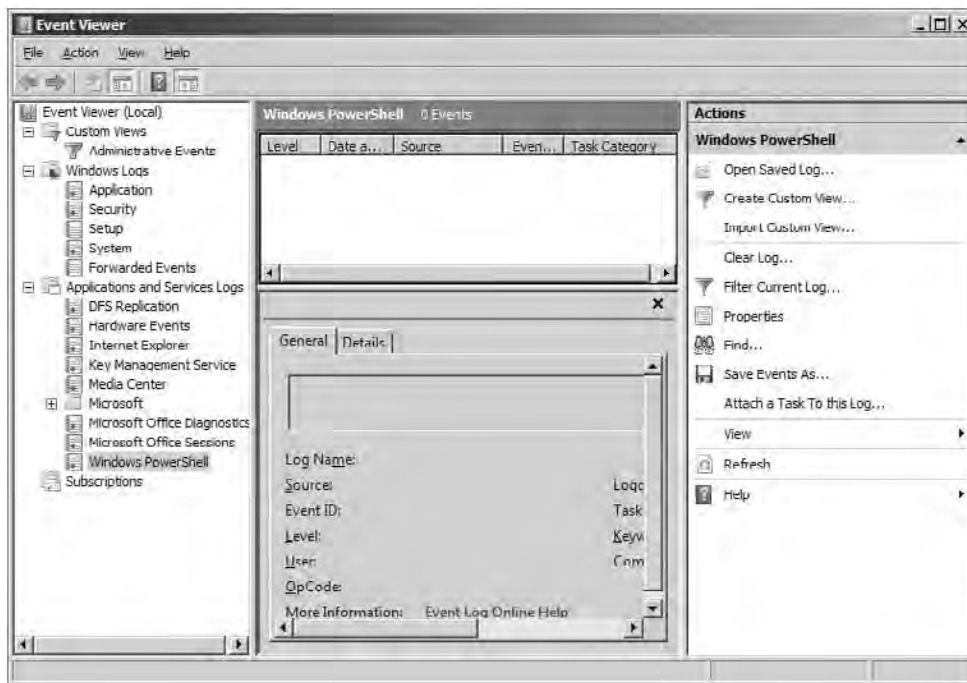 Event Viewer
File Action View Help
Event Viewer (Local)
Custom Views
Administrative Events
Windows Logs
Application
Security
Setup
System
Forwarded Events
Applications and Services Logs
DFS Replication
Hardware Events
Internet Explorer
Key Management Service
Media Center
Microsoft
Microsoft Office Diagnostics
Microsoft Office Sessions
Windows PowerShell
Subscriptions
Windows PowerShell 0 Events
Level Date a... Source Even... Task Category
General Details
Log Name:
Source: Logg
Event ID: Task
Level: Keyw
User: Com
OpCode:
More Information: Event Log Online Help
Actions
Windows PowerShell
Open Saved Log...
Create Custom View...
Import Custom View...
Clear Log...
Filter Current Log...
Properties
Find...
Save Events As...
Attach a Task To this Log...
View
Refresh
Help